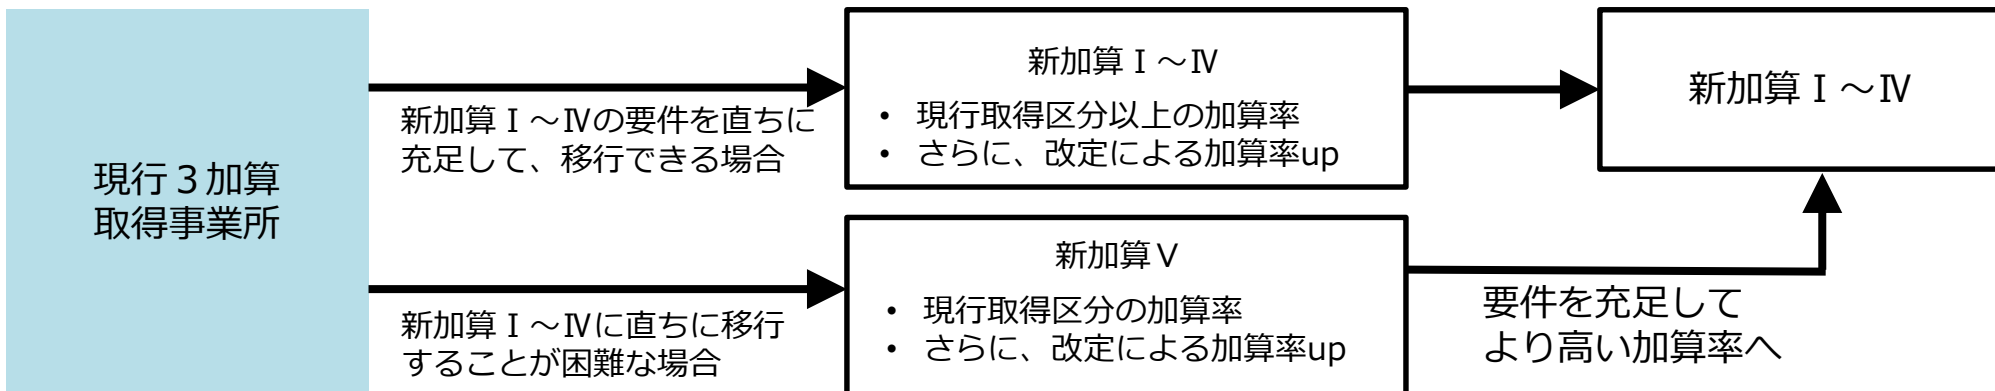 現行３加算
取得事業所
新加算Ⅰ～Ⅳの要件を直ちに
充足して、移行できる場合
新加算Ⅰ～Ⅳ
• 現行取得区分以上の加算率
• さらに、改定による加算率up
新加算Ⅰ～Ⅳ
新加算Ⅰ～Ⅳに直ちに移行
することが困難な場合
新加算Ⅴ
• 現行取得区分の加算率
• さらに、改定による加算率up
要件を充足して
より高い加算率へ